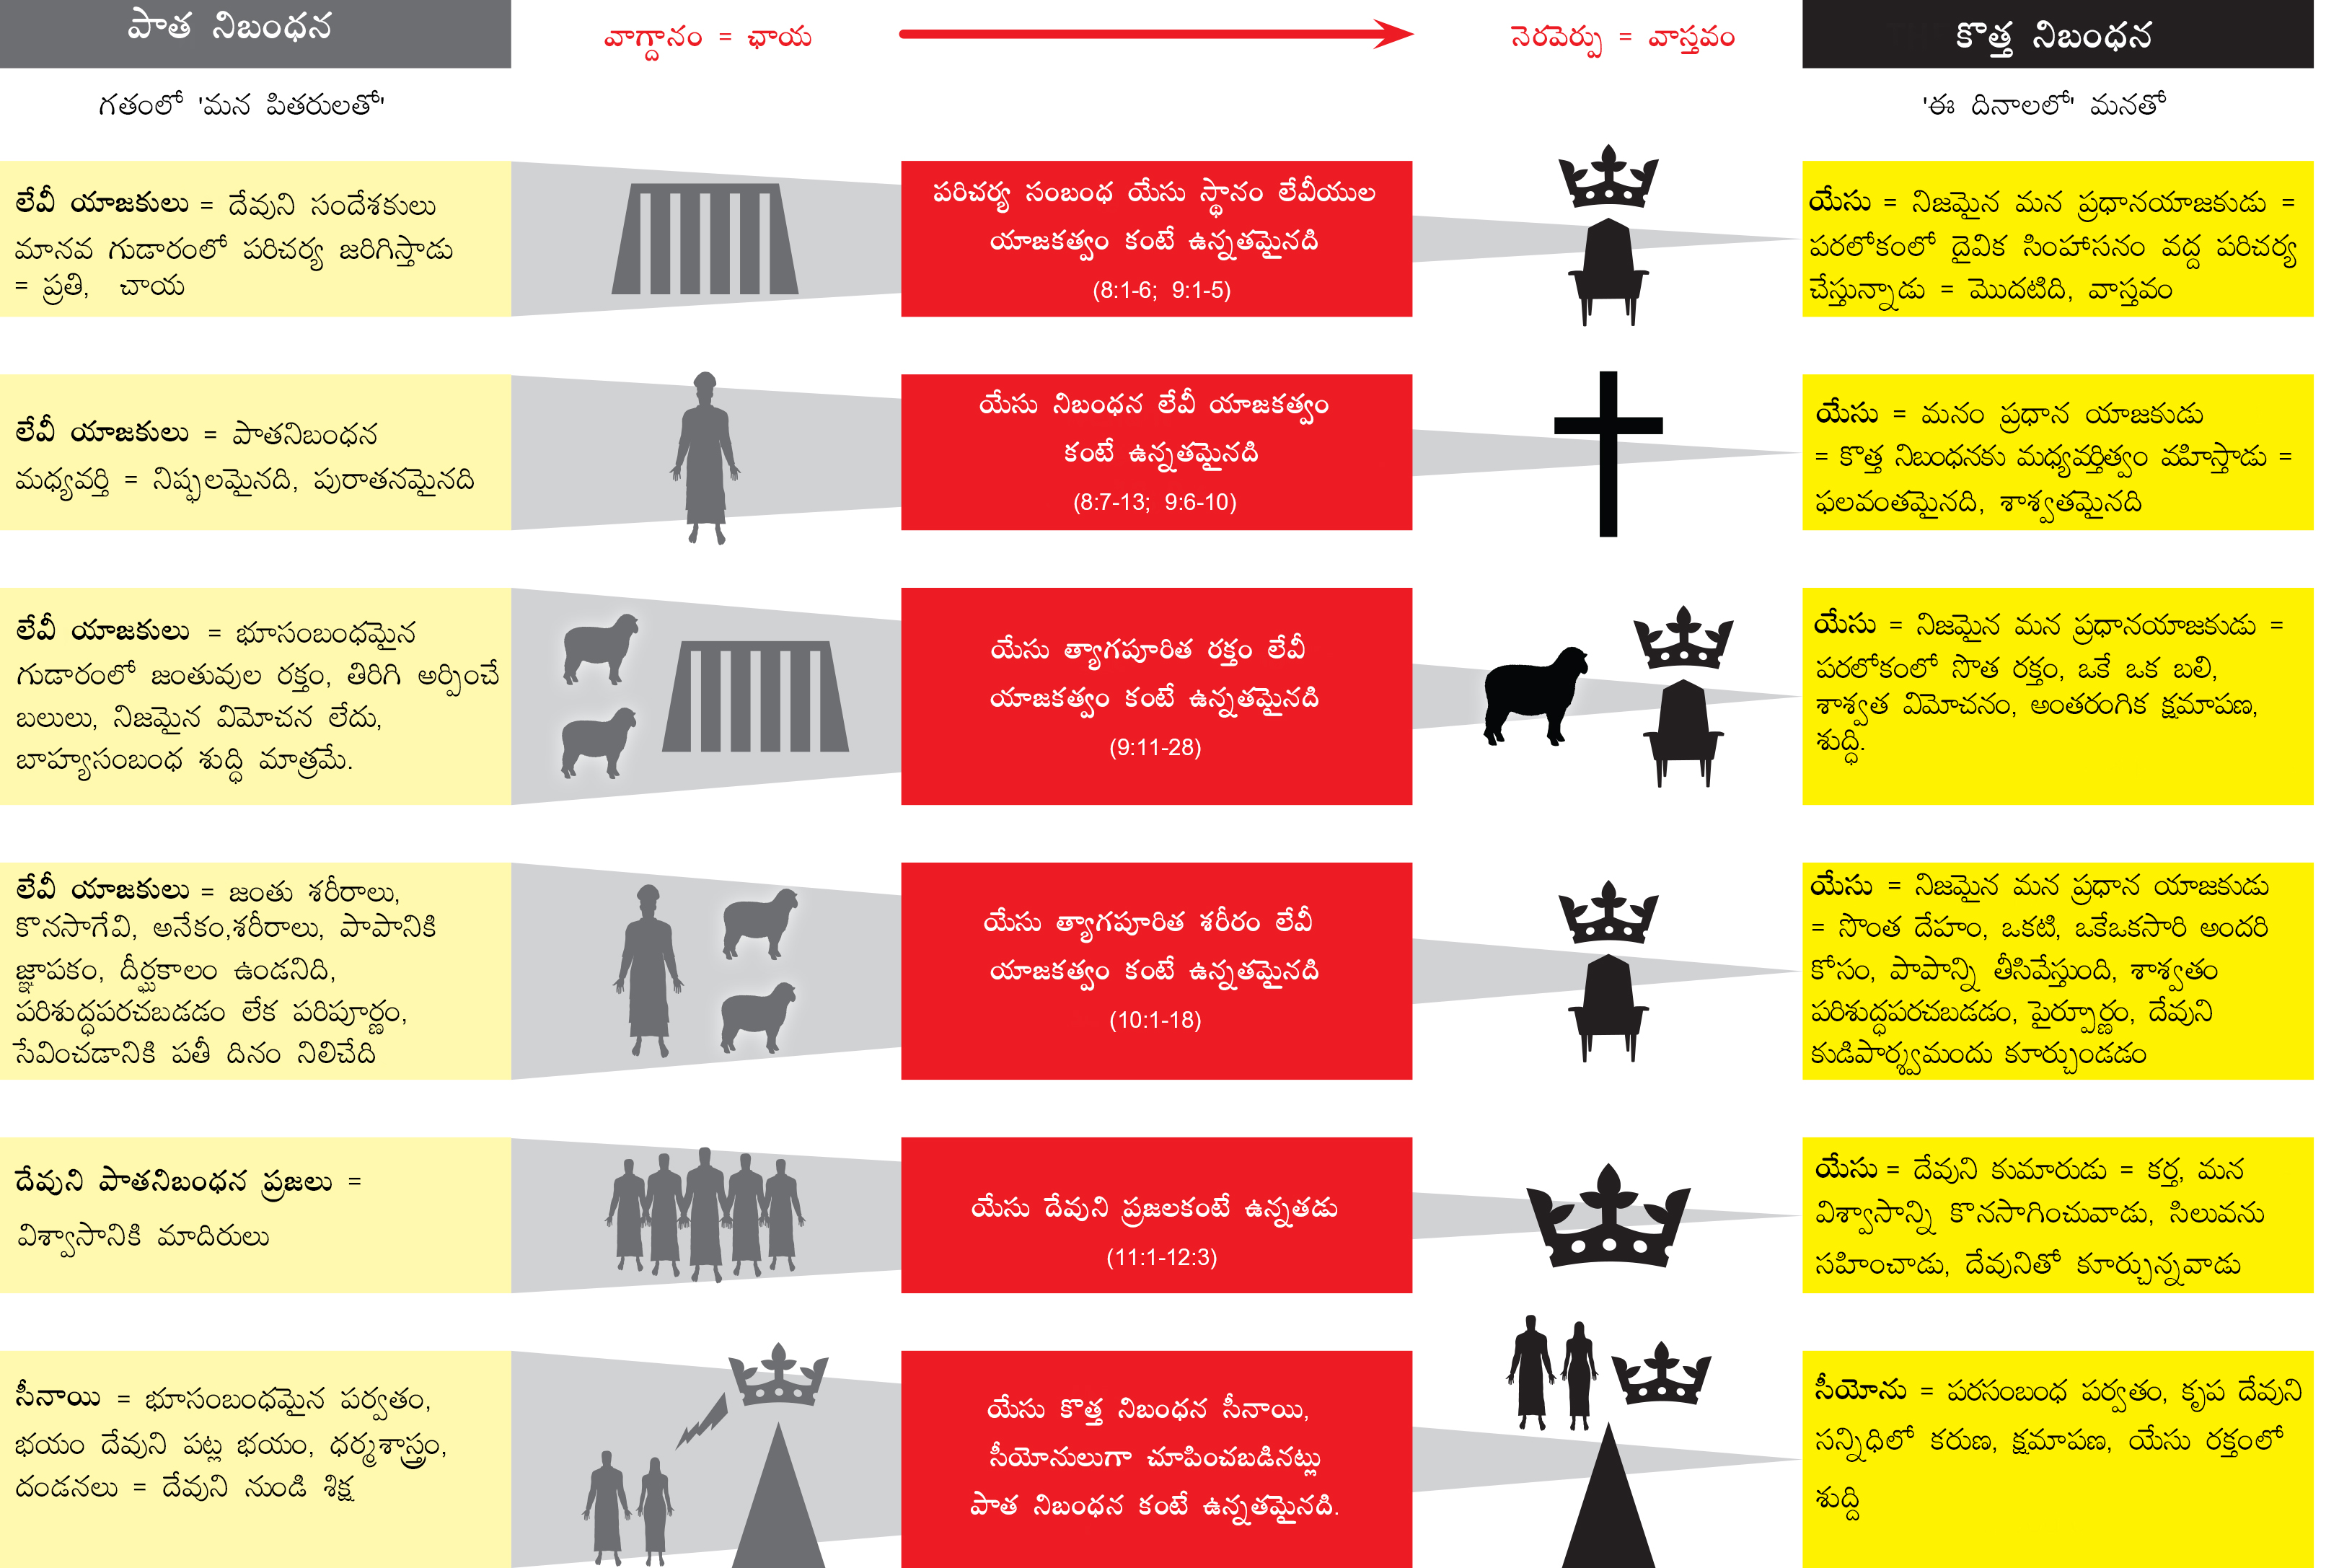 పాత నిబంధన
వాగ్దానం = ఛాయ
నెరవేర్పు = వాస్తవం
కొత్త నిబంధన
గతంలో 'మన పితరులతో'
'ఈ దినాలలో' మనతో
లేవీ యాజకులు = దేవుని సందేశకులు
మానవ గుడారంలో పరిచర్య జరిగిస్తాడు
= ప్రతి, చాయ
పరిచర్య సంబంధ యేసు స్థానం లేవీయుల
యాజకత్వం కంటే ఉన్నతమైనది
(8:1-6; 9:1-5)
యేసు = నిజమైన మన ప్రధానయాజకుడు =
పరలోకంలో దైవిక సింహాసనం వద్ద పరిచర్య
చేస్తున్నాడు = మొదటిది, వాస్తవం
లేవీ యాజకులు = పాతనిబంధన
మధ్యవర్తి = నిష్ఫలమైనది, పురాతనమైనది
యేసు నిబంధన లేవీ యాజకత్వం
కంటే ఉన్నతమైనది
(8:7-13; 9:6-10)
యేసు = మనం ప్రధాన యాజకుడు
= కొత్త నిబంధనకు మధ్యవర్తిత్వం వహిస్తాడు =
ఫలవంతమైనది, శాశ్వతమైనది
లేవీ యాజకులు = భూసంబంధమైన
గుడారంలో జంతువుల రక్తం, తిరిగి అర్పించే
బలులు, నిజమైన విమోచన లేదు,
బాహ్యసంబంధ శుద్ధి మాత్రమే.
యేసు త్యాగపూరిత రక్తం లేవీ
యాజకత్వం కంటే ఉన్నతమైనది
(9:11-28)
యేసు = నిజమైన మన ప్రధానయాజకుడు =
పరలోకంలో సొత రక్తం, ఒకే ఒక బలి,
శాశ్వత విమోచనం, అంతరంగిక క్షమాపణ,
శుద్ధి.
లేవీ యాజకులు = జంతు శరీరాలు,
కొనసాగేవి, అనేకం,శరీరాలు, పాపానికి
జ్ఞాపకం, దీర్ఘకాలం ఉండనిది,
పరిశుద్ధపరచబడడం లేక పరిపూర్ణం,
సేవించడానికి పతీ దినం నిలిచేది
యేసు త్యాగపూరిత శరీరం లేవీ
యాజకత్వం కంటే ఉన్నతమైనది
(10:1-18)
యేసు = నిజమైన మన ప్రధాన యాజకుడు
= సొంత దేహం, ఒకటి, ఒకేఒకసారి అందరి
కోసం, పాపాన్ని తీసివేస్తుంది, శాశ్వతం
పరిశుద్ధపరచబడడం, పైర్పూర్ణం, దేవుని
కుడిపార్శ్వమందు కూర్చుండడం
దేవుని పాతనిబంధన ప్రజలు =
విశ్వాసానికి మాదిరులు
యేసు దేవుని ప్రజలకంటే ఉన్నతడు
(11:1-12:3)
యేసు = దేవుని కుమారుడు = కర్త, మన
విశ్వాసాన్ని కొనసాగించువాడు, సిలువను
సహించాడు, దేవునితో కూర్చున్నవాడు
సీనాయి = భూసంబంధమైన పర్వతం,
భయం దేవుని పట్ల భయం, ధర్మశాస్త్రం,
దండనలు = దేవుని నుండి శిక్ష
యేసు కొత్త నిబంధన సీనాయి,
సీయోనులుగా చూపించబడినట్లు
పాత నిబంధన కంటే ఉన్నతమైనది.
సీయోను = పరసంబంధ పర్వతం, కృప దేవుని
సన్నిధిలో కరుణ, క్షమాపణ, యేసు రక్తంలో
శుద్ది